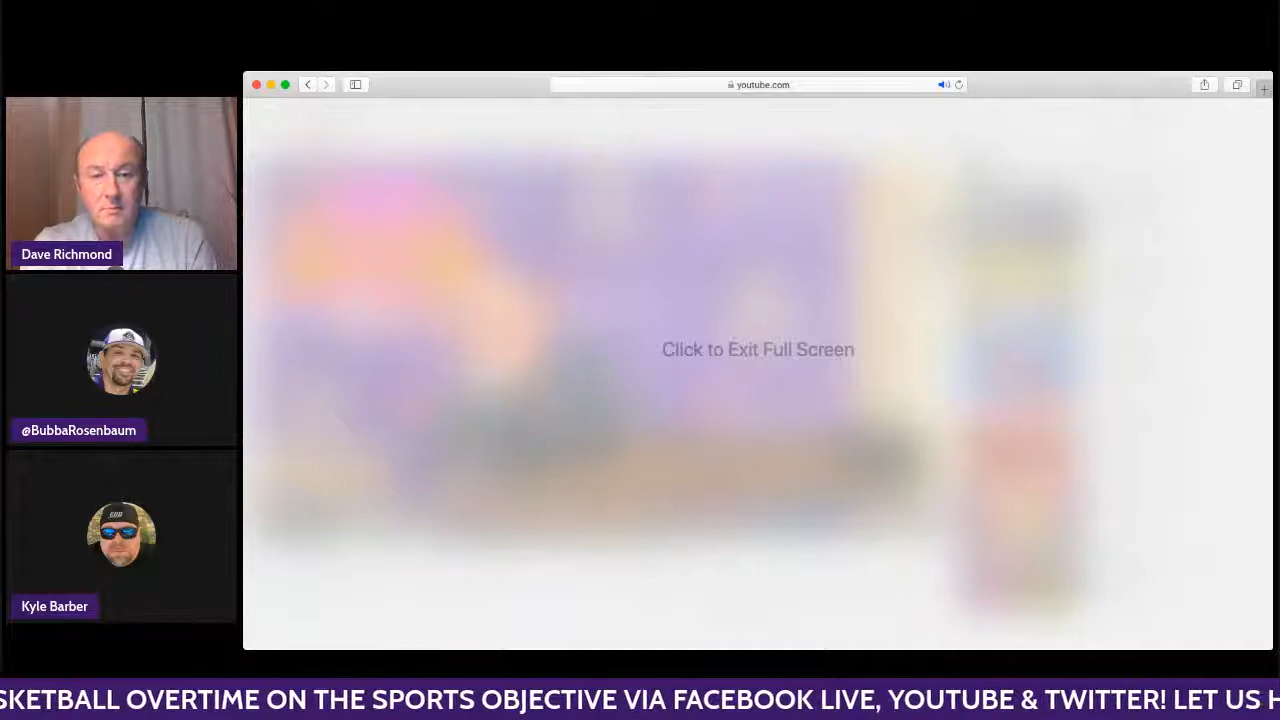 youtube.com
Dave Richmond
Click to Exit Full Screen
@BubbaRosenbaum
Kyle Barber
SKETBALL OVERTIME ON THE SPORTS OBJECTIVE VIA FACEBOOK LIVE, YOUTUBE & TWITTER! LET US H